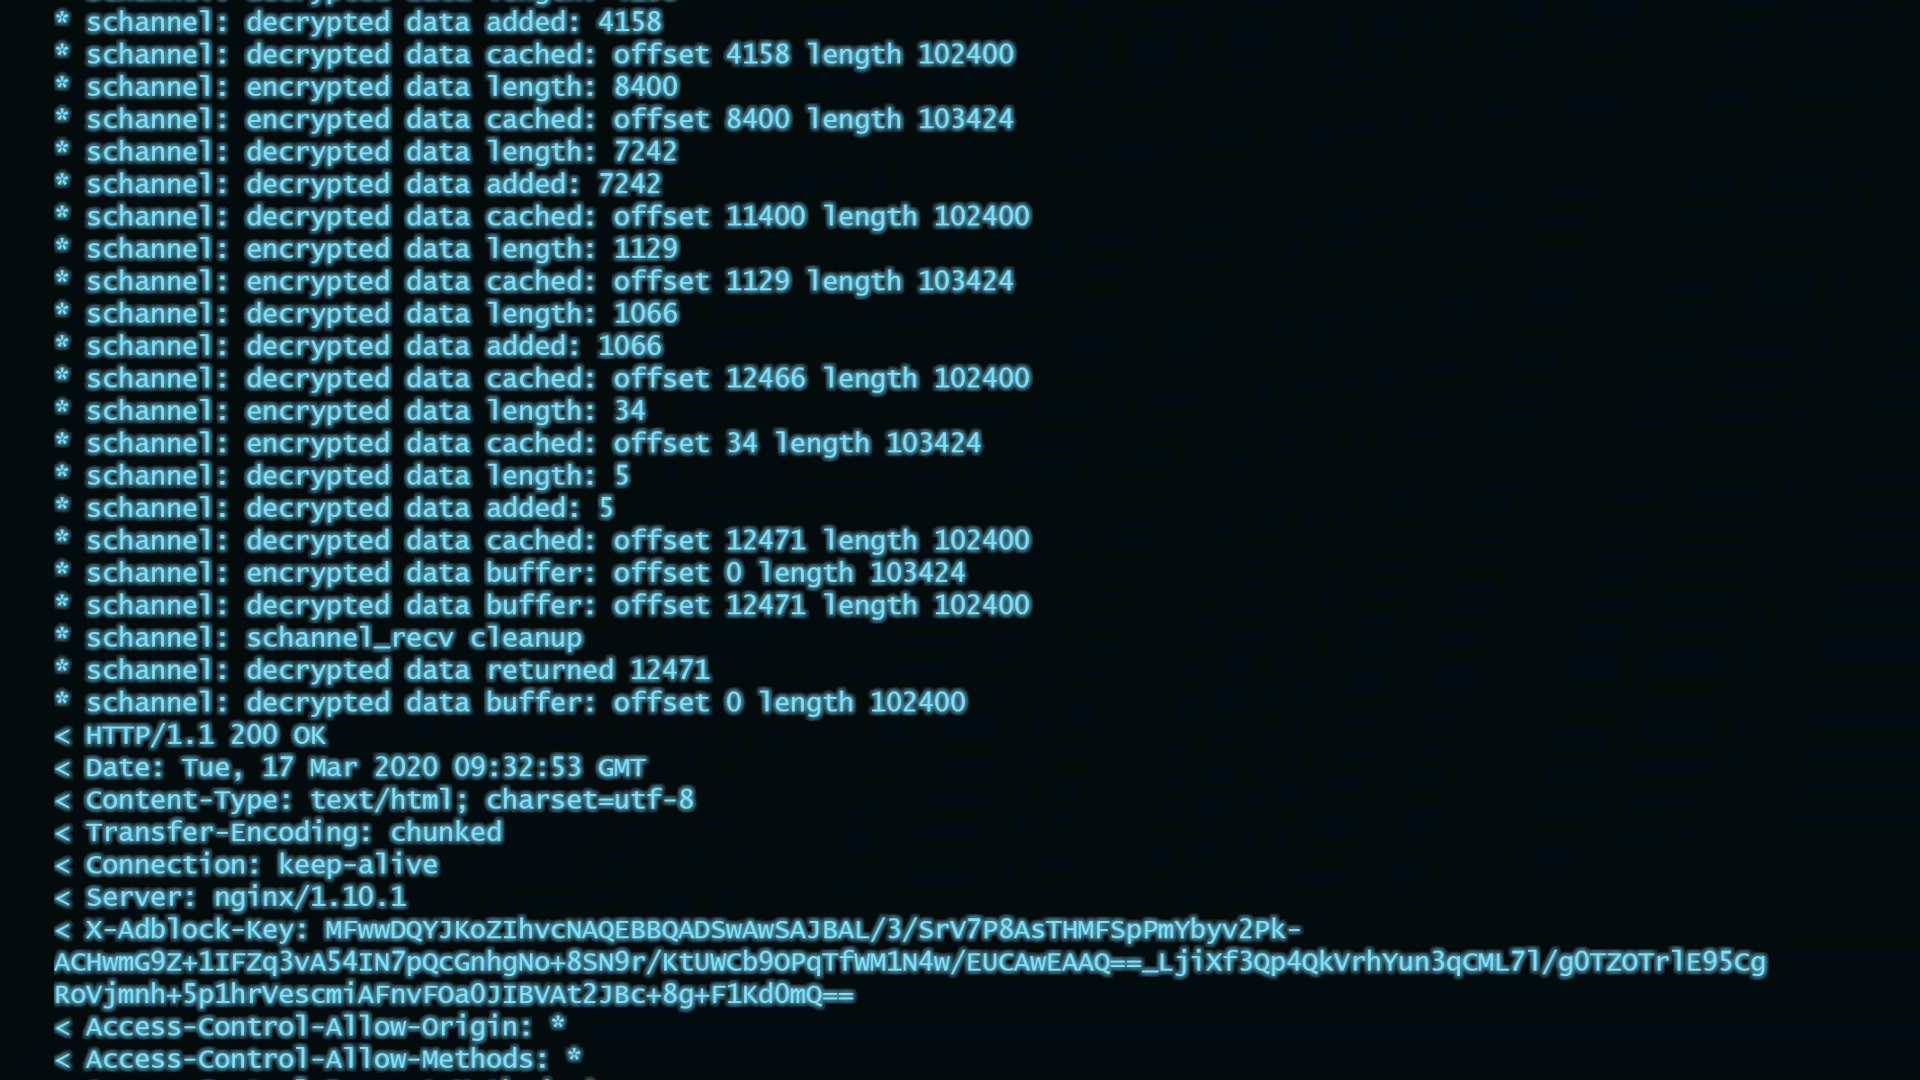 * schannel: decrypted data added: 4158
* schannel: decrypted data cached: offset 4158 length 102400
* schannel: encrypted data length: 8400
* schannel: encrypted data cached: offset 8400 length 103424
* schannel: decrypted data length: 7242
* schannel: decrypted data added: 7242
* schannel: decrypted data cached: offset 11400 length 102400
* schannel: encrypted data length: 1129
* schannel: encrypted data cached: offset 1129 length 103424
* schannel: decrypted data length: 1066
* schannel: decrypted data added: 1066
* schannel: decrypted data cached: offset 12466 length 102400
* schannel: encrypted data length: 34
* schannel: encrypted data cached: offset 34 length 103424
* schannel: decrypted data length: 5
* schannel: decrypted data added: 5
* schannel: decrypted data cached: offset 12471 length 102400
* schannel: encrypted data buffer: offset 0 length 103424
* schannel: decrypted data buffer: offset 12471 length 102400
* schannel: schannel_recv cleanup
* schannel: decrypted data returned 12471
* schannel: decrypted data buffer: offset 0 length 102400
< HTTP/1.1 200 OK
< Date: Tue, 17 Mar 2020 09:32:53 GMT
< Content-Type: text/html; charset=utf-8
< Transfer-Encoding: chunked
< Connection: keep-alive
< Server: nginx/1.10.1
< X-Adblock-Key: MFwwDQYJKoZIhvcNAQEBBQADSwAwSAJBAL/3/SrV7P8AsTHMFSpPmYbyv2Pk-
ACHwmG9Z+1IFZq3vA54IN7pQcGnhgNo+8SN9r/KtUWCb9OPqTfWM1N4w/EUCAwEAAQ==_LjiXf3Qp4QkVrhYun3qCML7l/g0TZOTrlE95Cg
RoVjmnh+5p1hrVescmiAFnvFOa0JIBVAt2JBc+8g+F1Kd0mQ==
< Access-Control-Allow-Origin: *
< Access-Control-Allow-Methods: *